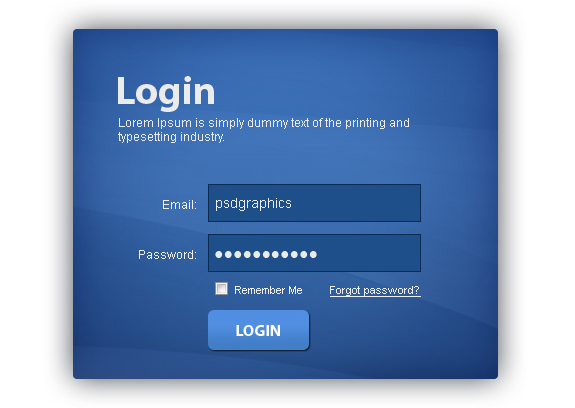 Login
Lorem Ipsum is simply dummy text of the printing and
typesetting industry.
Email: psdgraphics
Password: ●●●●●●●●●●●
Remember Me Forgot password?
LOGIN